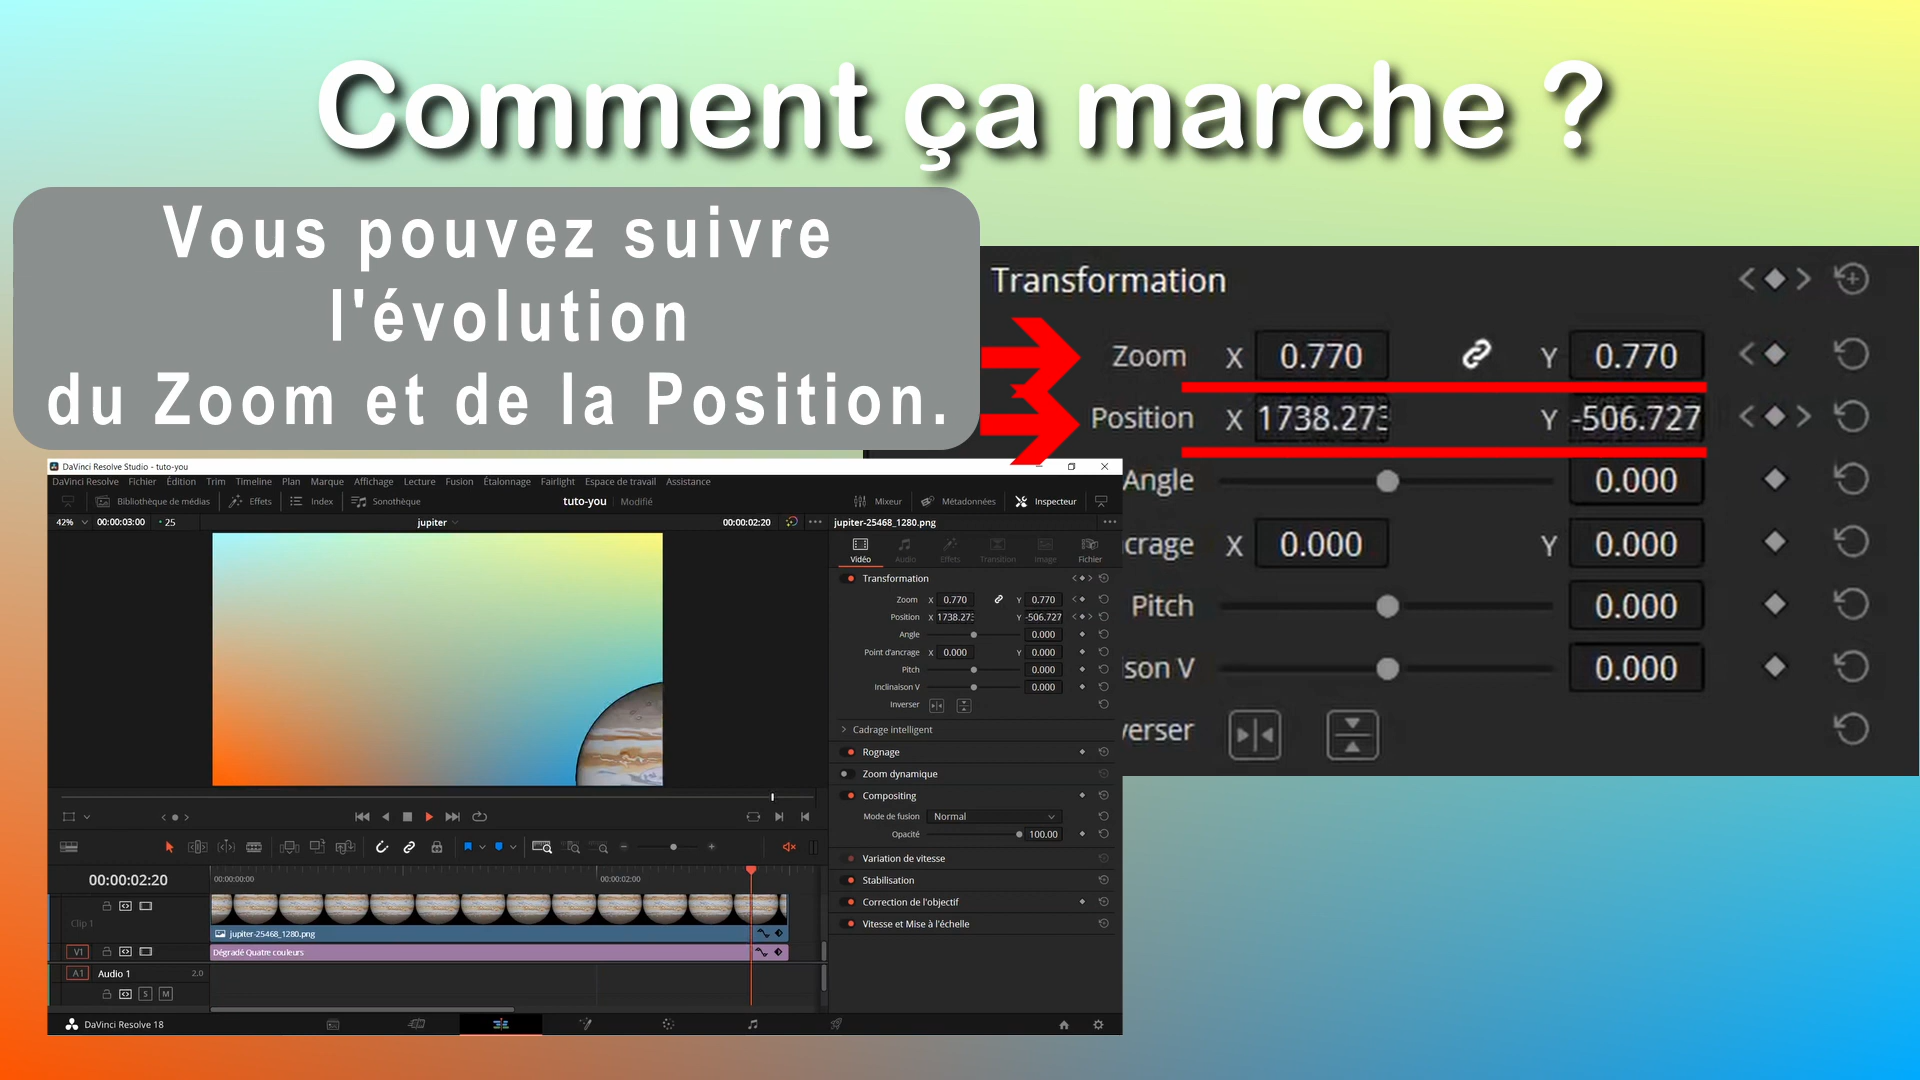 Comment ça marche ?
Vous pouvez suivre
l'évolution
du Zoom et de la Position.
Transformation
Zoom X 0.770 Y 0.770
Position X 1738.273 Y -506.727
Angle 0.000
crage X 0.000 Y 0.000
Pitch 0.000
son V 0.000
verser
DaVinci Resolve Studio - tuto-you
DaVinci Resolve Fichier Édition Trim Timeline Plan Marque Affichage Lecture Fusion Étalonnage Fairlight Espace de travail Assistance
Bibliothèque de médias Effets Index Sonothèque tuto-you Modifié Mixeur Métadonnées Inspecteur
42% 00:00:03:00 25 jupiter 00:00:02:20 jupiter-25468_1280.png
Vidéo Audio Effets Transition Image Fichier
Transformation
Zoom X 0.770 Y 0.770
Position X 1738.27 Y -506.727
Angle 0.000
Point d'ancrage X 0.000 Y 0.000
Pitch 0.000
Inclinaison V 0.000
Inverser
Cadrage intelligent
Rognage
Zoom dynamique
Compositing
Mode de fusion Normal
Opacité 100.00
Variation de vitesse
Stabilisation
Correction de l'objectif
Vitesse et Mise à l'échelle
00:00:02:20 00:00:00:00 00:00:02:00
Clip 1
jupiter-25468_1280.png
V1 Dégradé Quatre couleurs
A1 Audio 1 2.0
S M
DaVinci Resolve 18